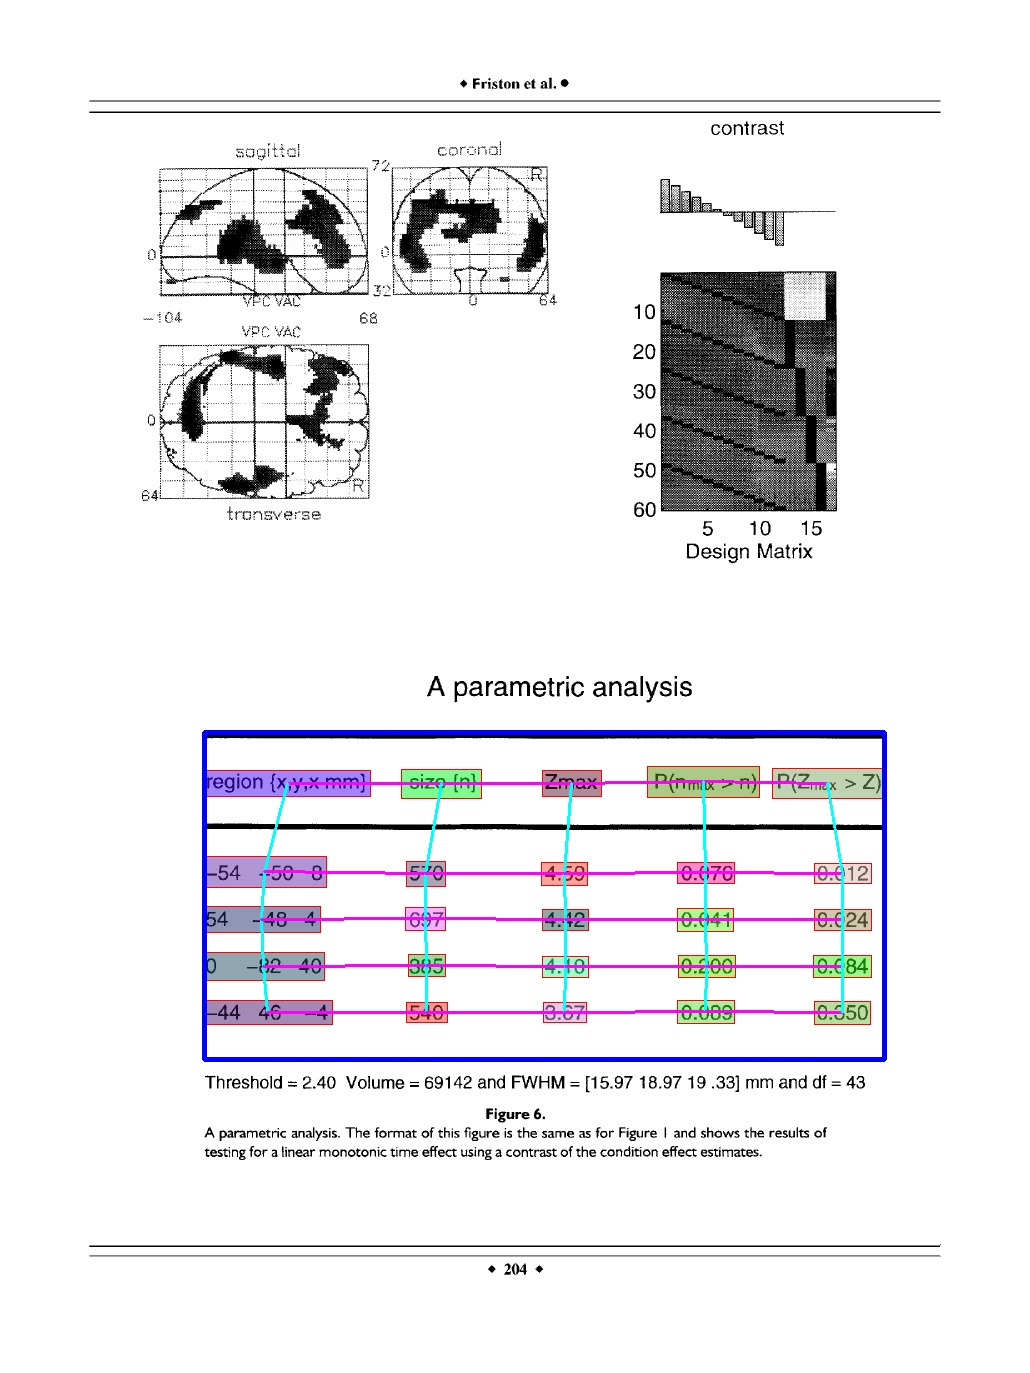 ◆ Friston et al. ●
contrast
sagittal
coronal
72
R
0
0
32
VPC VAC
0
64
−104
68
VPC VAC
0
R
64
transverse
10
20
30
40
50
60
5 10 15
Design Matrix
A parametric analysis
region {x,y,x mm} size {n} Zmax P(nmax > n) P(Zmax > Z)
−54 −50 8 570 4.59 0.070 0.012
54 −48 4 697 4.42 0.041 0.024
0 −82 40 385 4.10 0.200 0.084
−44 46 −4 540 3.67 0.089 0.350
Threshold = 2.40 Volume = 69142 and FWHM = [15.97 18.97 19 .33] mm and df = 43
Figure 6.
A parametric analysis. The format of this figure is the same as for Figure 1 and shows the results of
testing for a linear monotonic time effect using a contrast of the condition effect estimates.
◆ 204 ◆